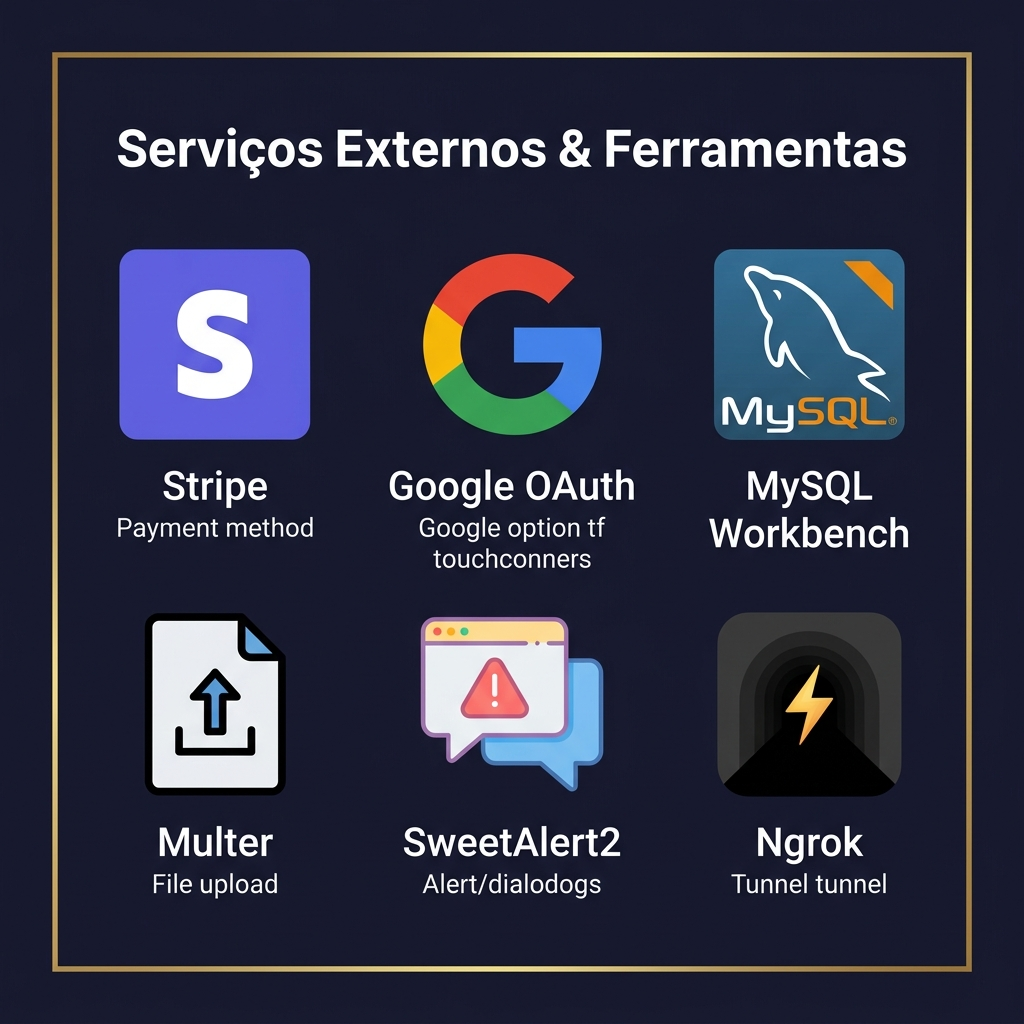 Serviços Externos & Ferramentas
S
G
MySQL®
Stripe
Payment method
Google OAuth
Google option tf
touchconners
MySQL
Workbench
Multer
File upload
SweetAlert2
Alert/dialodogs
Ngrok
Tunnel tunnel